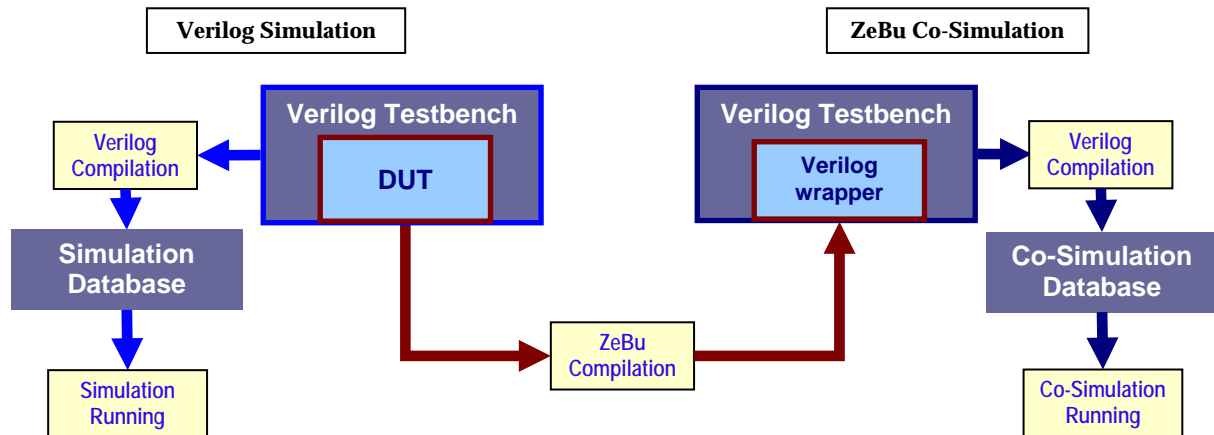 Verilog Simulation
ZeBu Co-Simulation
Verilog Testbench
DUT
Verilog
Compilation
Simulation
Database
Simulation
Running
ZeBu
Compilation
Verilog Testbench
Verilog
wrapper
Verilog
Compilation
Co-Simulation
Database
Co-Simulation
Running